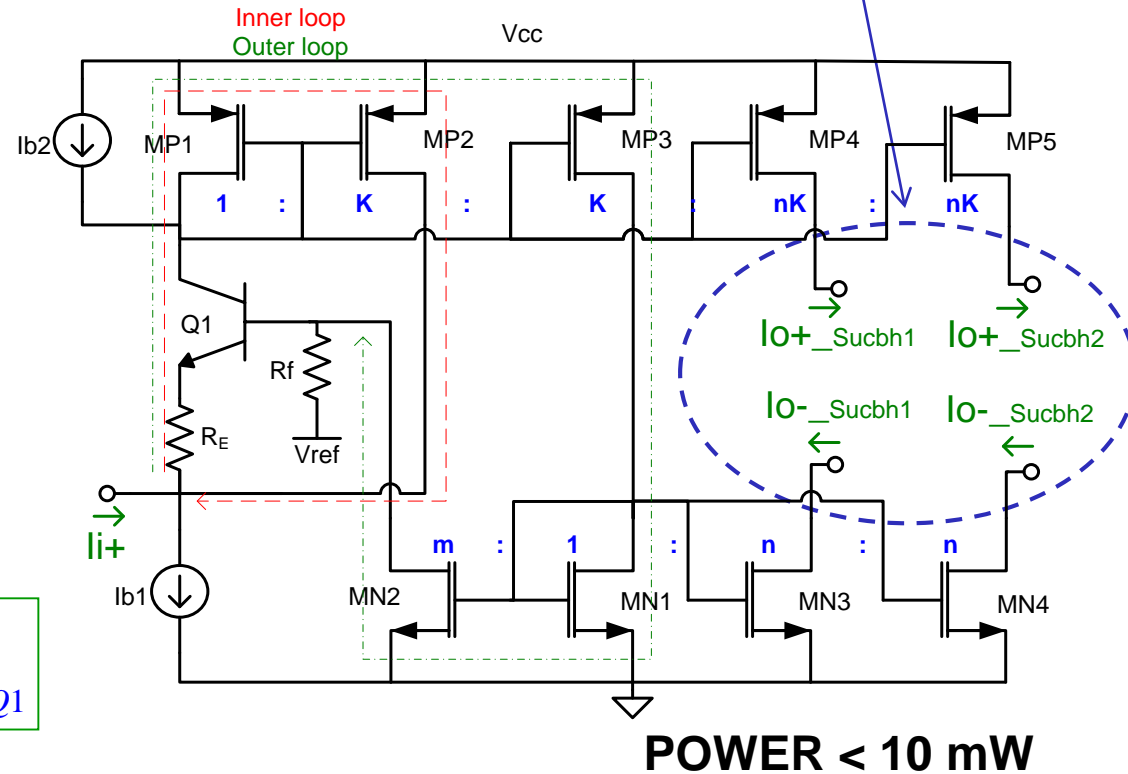 Inner loop
Outer loop
Vcc
Ib2
MP1
MP2
MP3
MP4
MP5
1 : K : K : nK : nK
Q1
Rf
RE
Vref
Io+_Sucbh1
Io+_Sucbh2
Io-_Sucbh1
Io-_Sucbh2
Ii+
m : 1 : n : n
Ib1
MN2
MN1
MN3
MN4
Q1
POWER < 10 mW